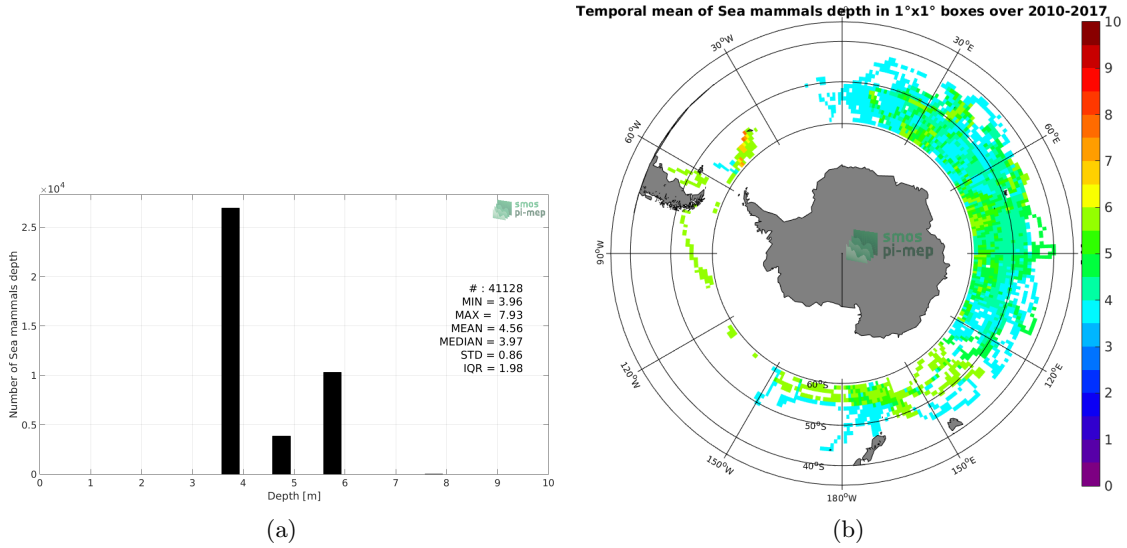 ×10⁴
2.5
2
1.5
1
0.5
0
Number of Sea mammals depth
0 1 2 3 4 5 6 7 8 9 10
Depth [m]
smos
pi-mep
# : 41128
MIN = 3.96
MAX = 7.93
MEAN = 4.56
MEDIAN = 3.97
STD = 0.86
IQR = 1.98
(a)
Temporal mean of Sea mammals depth in 1°x1° boxes over 2010-2017
30°W
30°E
60°W
60°E
90°W
120°W
120°E
150°W
150°E
180°W
60°S
50°S
40°S
smos
pi-mep
10
9
8
7
6
5
4
3
2
1
0
(b)